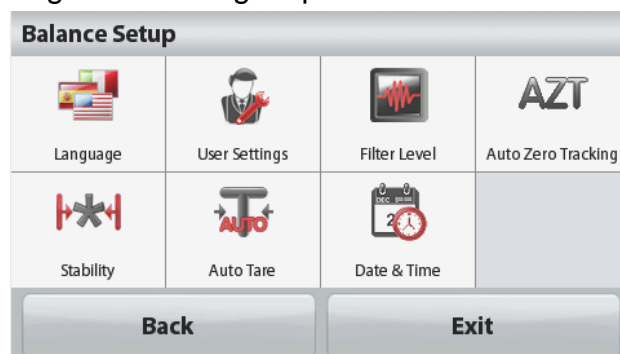 Balance Setup
AZT
Language
User Settings
Filter Level
Auto Zero Tracking
AUTO
DEC
2
Stability
Auto Tare
Date & Time
Back
Exit